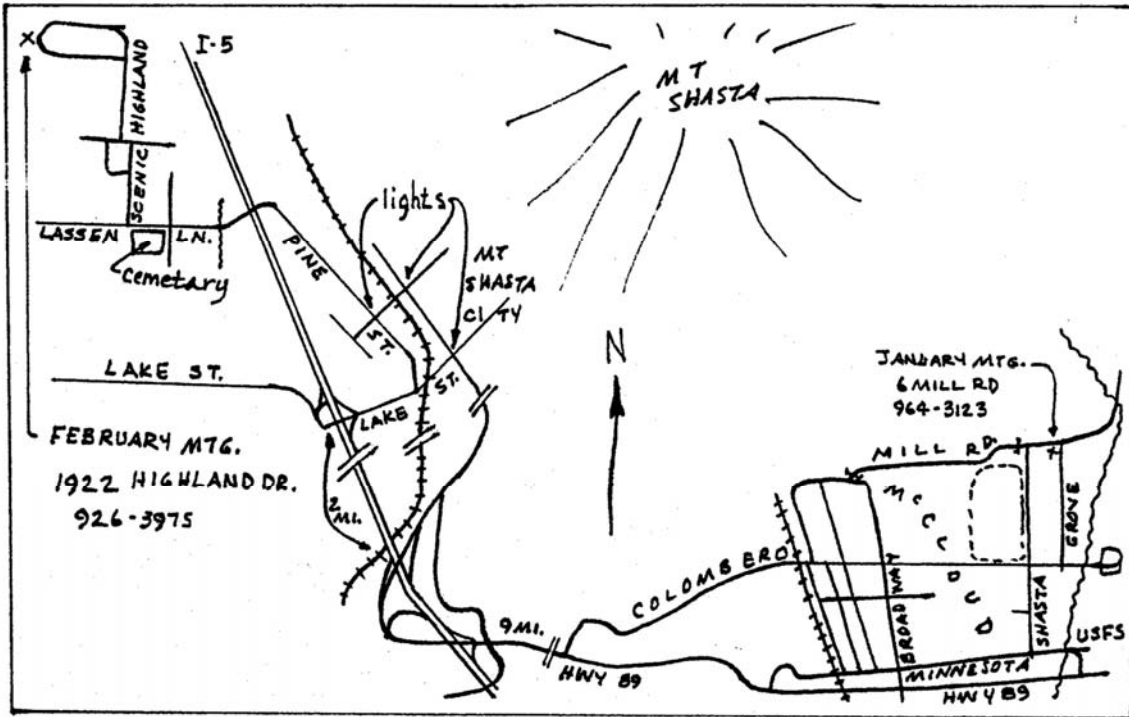 I-5
SCENIC HIGHLAND
LASSEN LN.
cemetary
PINE ST.
lights
MT
SHASTA
CITY
MT
SHASTA
LAKE ST.
LAKE ST.
FEBRUARY MTG.
1922 HIGHLAND DR.
926-3975
2 MI.
N
JANUARY MTG.
6 MILL RD
964-3123
MILL RD.
McCLOUD
GROVE
COLOMBERO
BROADWAY
SHASTA
USFS
9 MI.
HWY 89
MINNESOTA
HWY 89